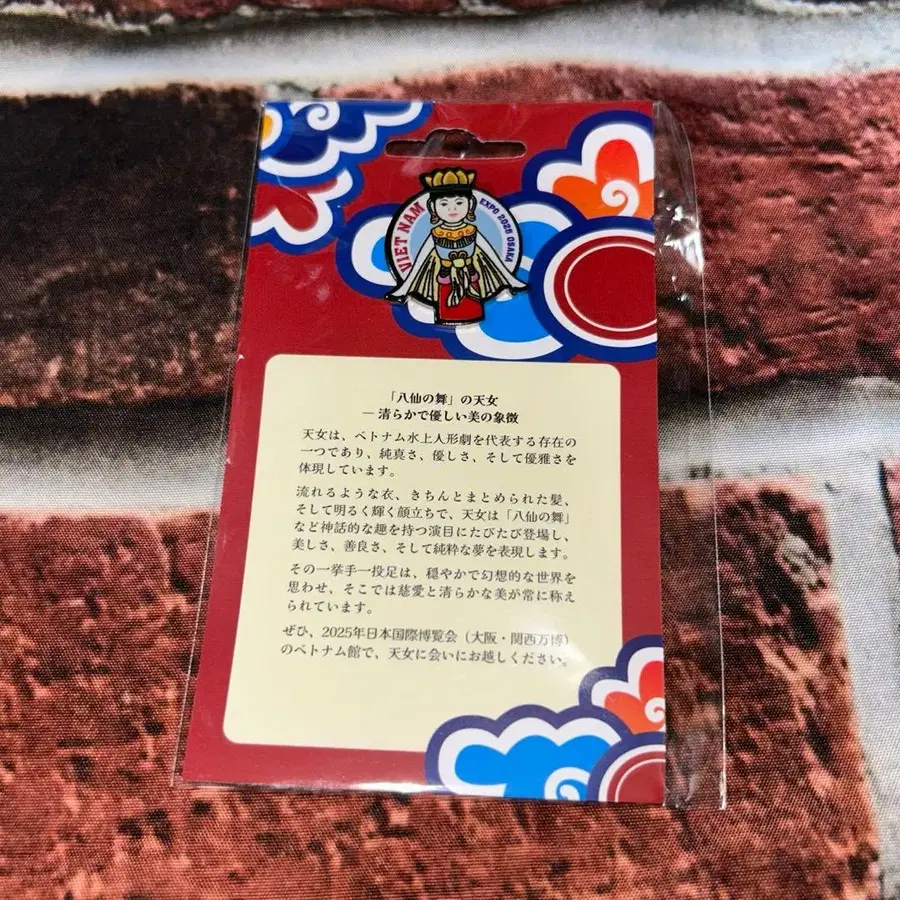 VIET NAM
EXPO 2025 OSAKA
「八仙の舞」の天女
― 清らかで優しい美の象徴
天女は、ベトナム水上人形劇を代表する存在の
一つであり、純真さ、優しさ、そして優雅さを
体現しています。
流れるような衣、きちんとまとめられた髪、
そして明るく輝く顔立ちで、天女は「八仙の舞」
など神話的な趣を持つ演目にたびたび登場し、
美しさ、善良さ、そして純粋な夢を表現します。
その一挙手一投足は、穏やかで幻想的な世界を
思わせ、そこでは慈愛と清らかな美が常に称え
られています。
ぜひ、2025年日本国際博覧会（大阪・関西万博）
のベトナム館で、天女に会いにお越しください。